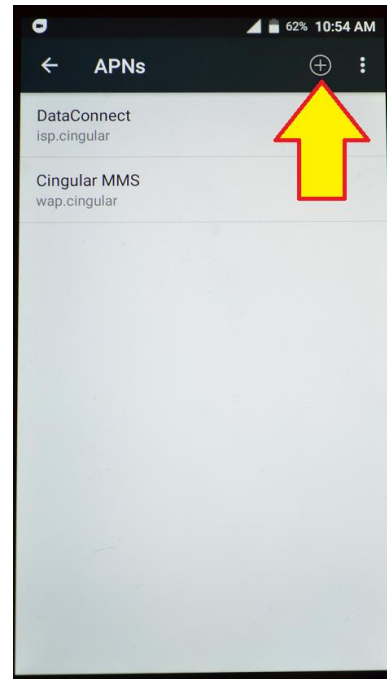 62% 10:54 AM
APNs
DataConnect
isp.cingular
Cingular MMS
wap.cingular